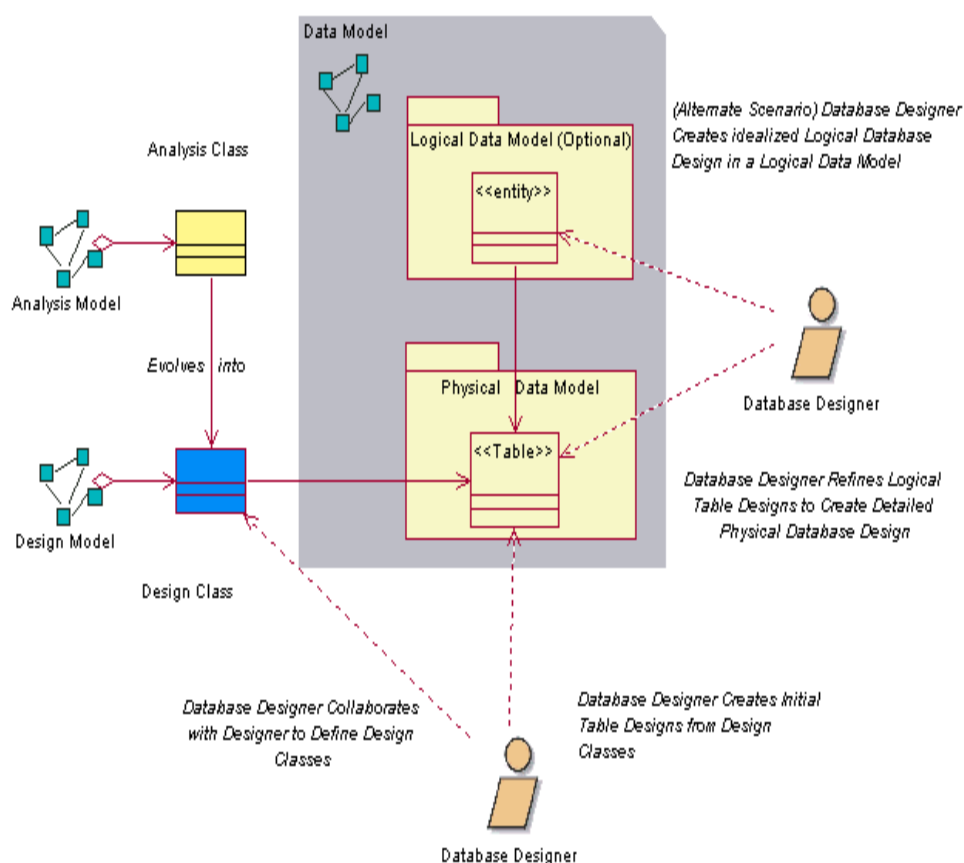 Data Model
(Alternate Scenario) Database Designer
Creates idealized Logical Database
Design in a Logical Data Model
Logical Data Model (Optional)
<<entity>>
Analysis Class
Analysis Model
Evolves into
Database Designer
Physical Data Model
<<Table>>
Database Designer Refines Logical
Table Designs to Create Detailed
Physical Database Design
Design Model
Design Class
Database Designer Collaborates
with Designer to Define Design
Classes
Database Designer Creates Initial
Table Designs from Design
Classes
Database Designer